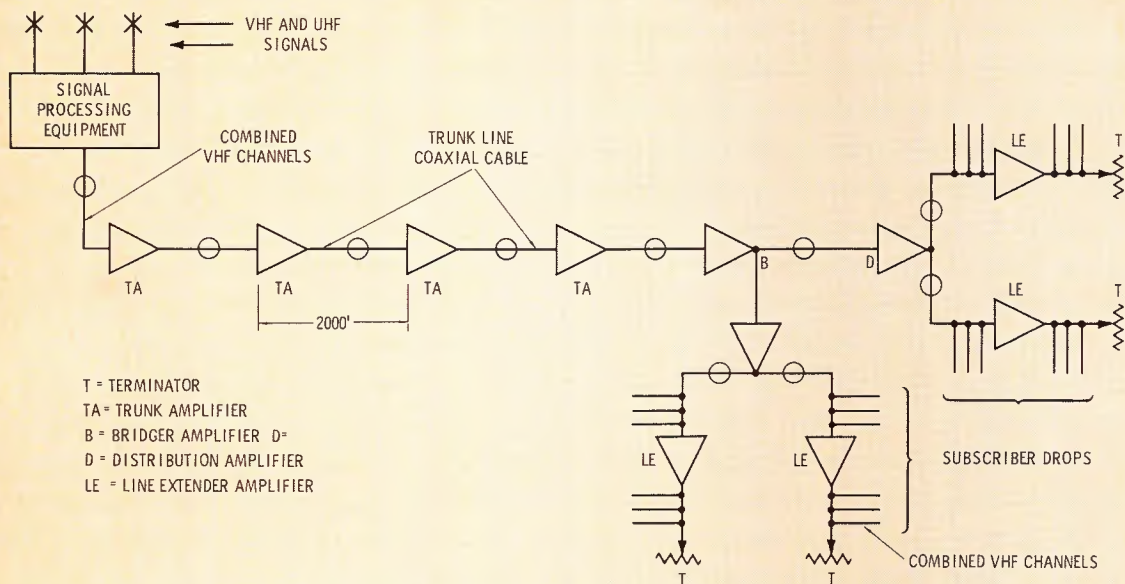 VHF AND UHF
SIGNALS
SIGNAL
PROCESSING
EQUIPMENT
COMBINED
VHF CHANNELS
TRUNK LINE
COAXIAL CABLE
LE
T
TA
TA
TA
TA
B
D
2000'
LE
T
T = TERMINATOR
TA = TRUNK AMPLIFIER
B = BRIDGER AMPLIFIER D=
D = DISTRIBUTION AMPLIFIER
LE = LINE EXTENDER AMPLIFIER
LE
LE
SUBSCRIBER DROPS
COMBINED VHF CHANNELS
T
T